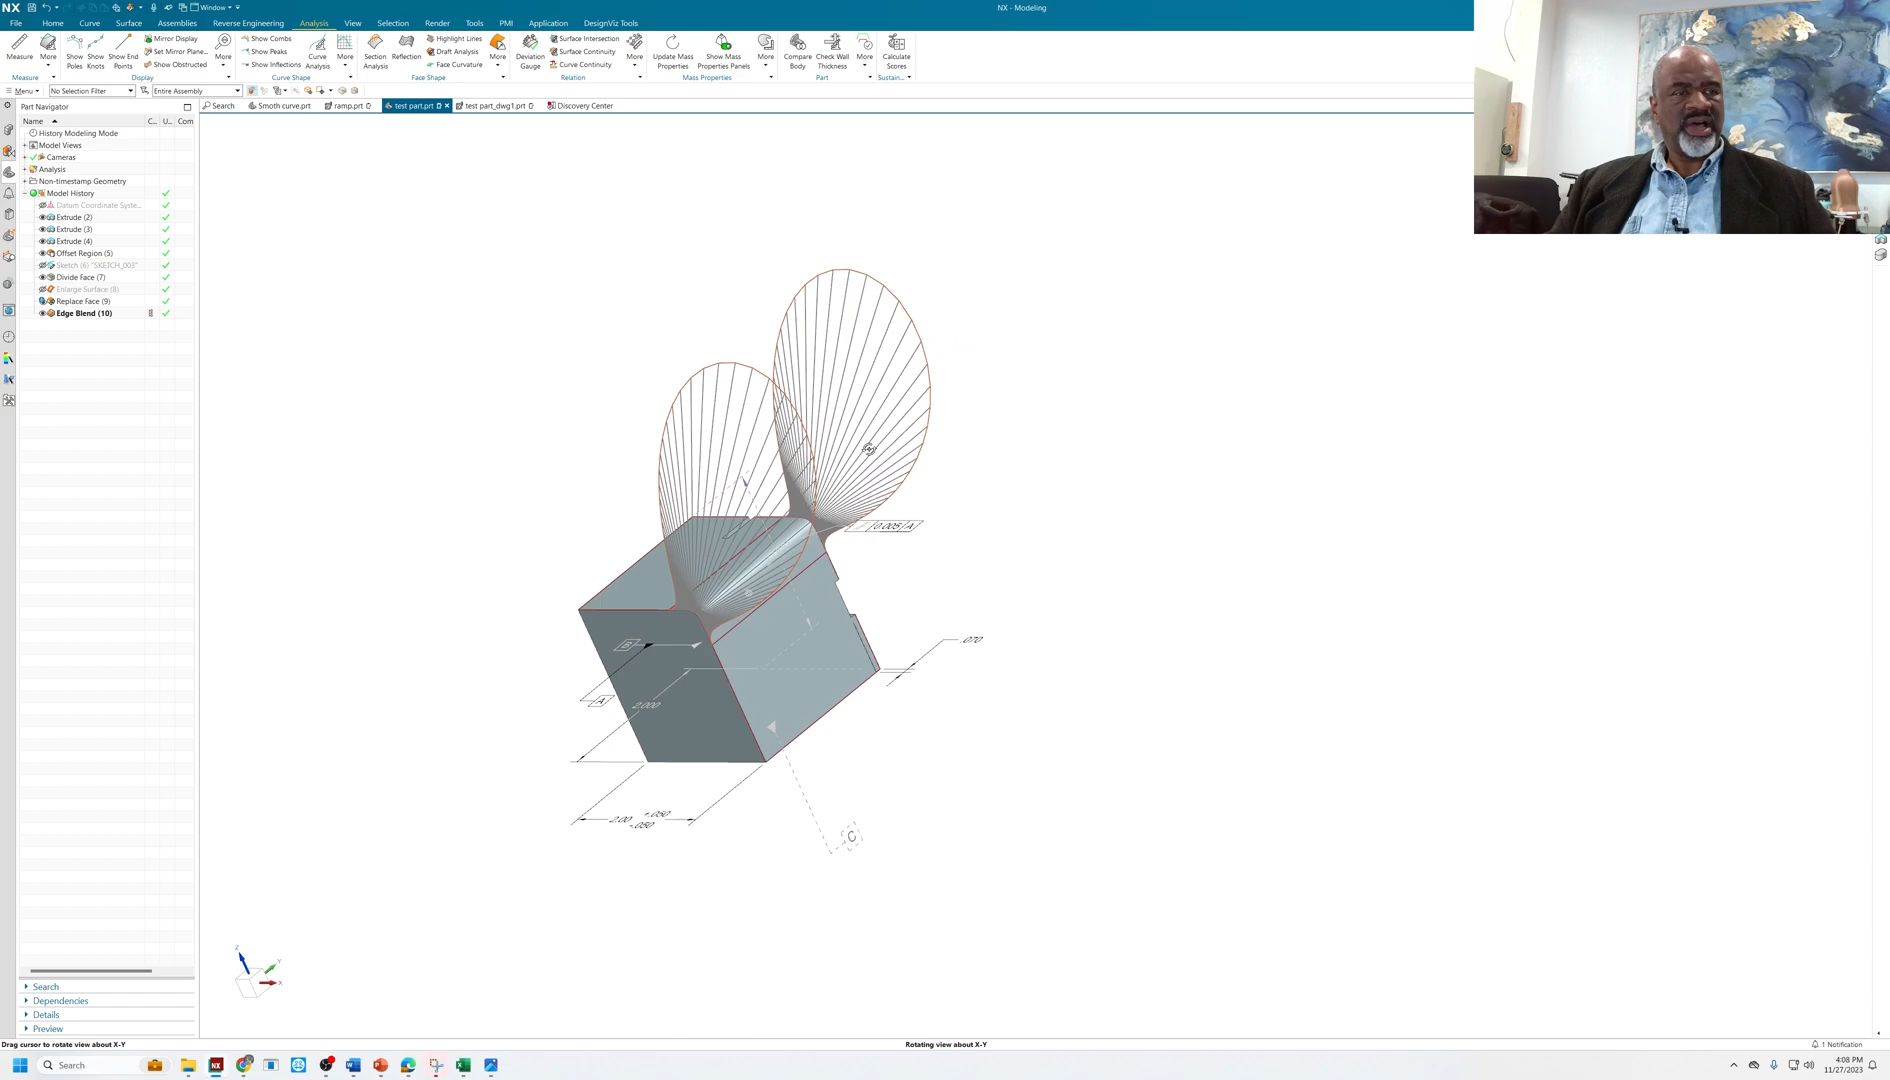 NX
Window
NX - Modeling
File Home Curve Surface Assemblies Reverse Engineering Analysis View Selection Render Tools PMI Application DesignViz Tools
Measure More Show Poles Show Knots Show End Points Mirror Display Set Mirror Plane... Show Obstructed More Show Combs Show Peaks Show Inflections Curve Analysis More Section Analysis Reflection Highlight Lines Draft Analysis Face Curvature More Deviation Gauge Surface Intersection Surface Continuity Curve Continuity More Update Mass Properties Show Mass Properties Panels More Compare Body Check Wall Thickness More Calculate Scores
Measure Display Curve Shape Face Shape Relation Mass Properties Part Sustain...
Menu No Selection Filter Entire Assembly
Part Navigator
Search Smoth curve.prt ramp.prt test part.prt test part_dwg1.prt Discovery Center
Name C... U... Com
History Modeling Mode
Model Views
Cameras
Analysis
Non-timestamp Geometry
Model History
Datum Coordinate Syste...
Extrude (2)
Extrude (3)
Extrude (4)
Offset Region (5)
Sketch (6) "SKETCH_003"
Divide Face (7)
Enlarge Surface (8)
Replace Face (9)
Edge Blend (10)
0.005 A
B
.070
A
2.000
2.00 +.050
-.050
C
Z
Y
X
Search
Dependencies
Details
Preview
Drag cursor to rotate view about X-Y
Rotating view about X-Y
1 Notification
Search
NX
4:08 PM
11/27/2023